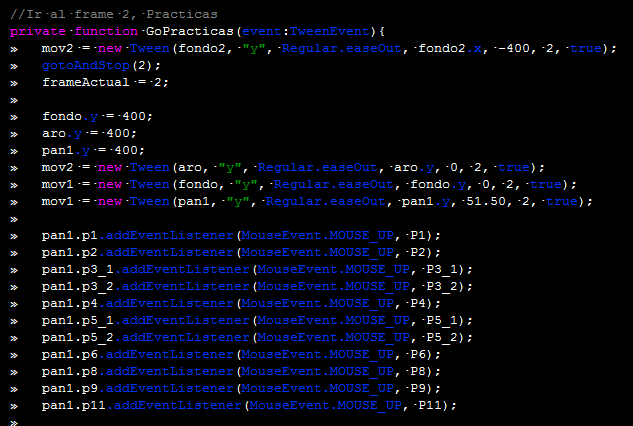 //Ir·al·frame·2,·Practicas
private·function·GoPracticas(event:TweenEvent){
»	mov2·=·new·Tween(fondo2,·"y",·Regular.easeOut,·fondo2.x,·-400,·2,·true);
»	gotoAndStop(2);
»	frameActual·=·2;
»
»	fondo.y·=·400;
»	aro.y·=·400;
»	pan1.y·=·400;
»	mov2·=·new·Tween(aro,·"y",·Regular.easeOut,·aro.y,·0,·2,·true);
»	mov1·=·new·Tween(fondo,·"y",·Regular.easeOut,·fondo.y,·0,·2,·true);
»	mov1·=·new·Tween(pan1,·"y",·Regular.easeOut,·pan1.y,·51.50,·2,·true);
»
»	pan1.p1.addEventListener(MouseEvent.MOUSE_UP,·P1);
»	pan1.p2.addEventListener(MouseEvent.MOUSE_UP,·P2);
»	pan1.p3_1.addEventListener(MouseEvent.MOUSE_UP,·P3_1);
»	pan1.p3_2.addEventListener(MouseEvent.MOUSE_UP,·P3_2);
»	pan1.p4.addEventListener(MouseEvent.MOUSE_UP,·P4);
»	pan1.p5_1.addEventListener(MouseEvent.MOUSE_UP,·P5_1);
»	pan1.p5_2.addEventListener(MouseEvent.MOUSE_UP,·P5_2);
»	pan1.p6.addEventListener(MouseEvent.MOUSE_UP,·P6);
»	pan1.p8.addEventListener(MouseEvent.MOUSE_UP,·P8);
»	pan1.p9.addEventListener(MouseEvent.MOUSE_UP,·P9);
»	pan1.p11.addEventListener(MouseEvent.MOUSE_UP,·P11);
»